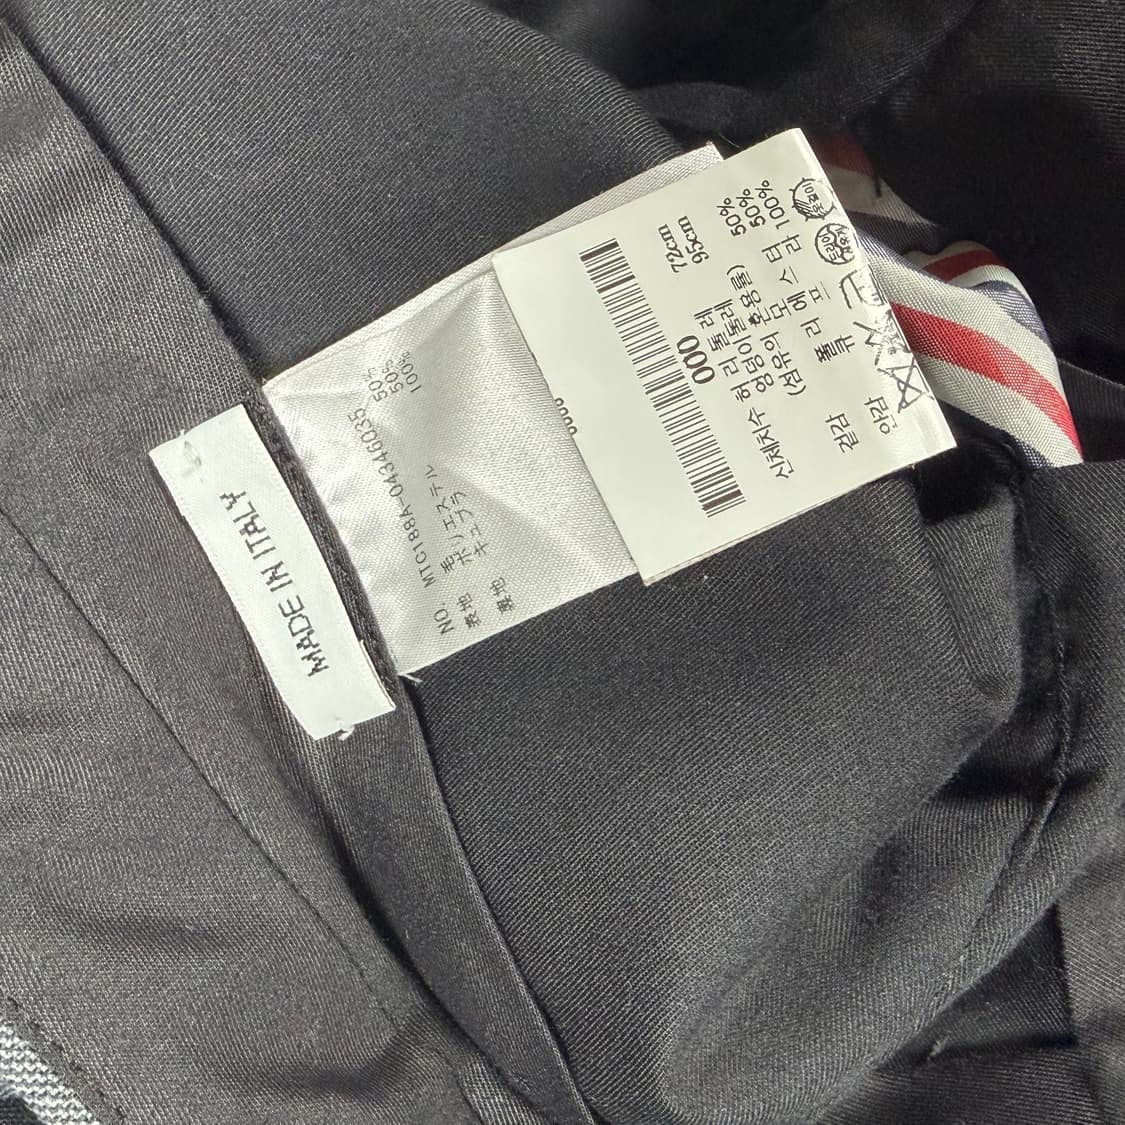 MADE IN ITALY
NO. MTC188A-04346035
表地 毛 50%
ポリエステル 50%
裏地 キュプラ 100%
000
신체치수 허리둘레 72cm
엉덩이둘레 95cm
(섬유의 혼용률)
겉감 모 50%
폴리에스터 50%
안감 큐프라 100%